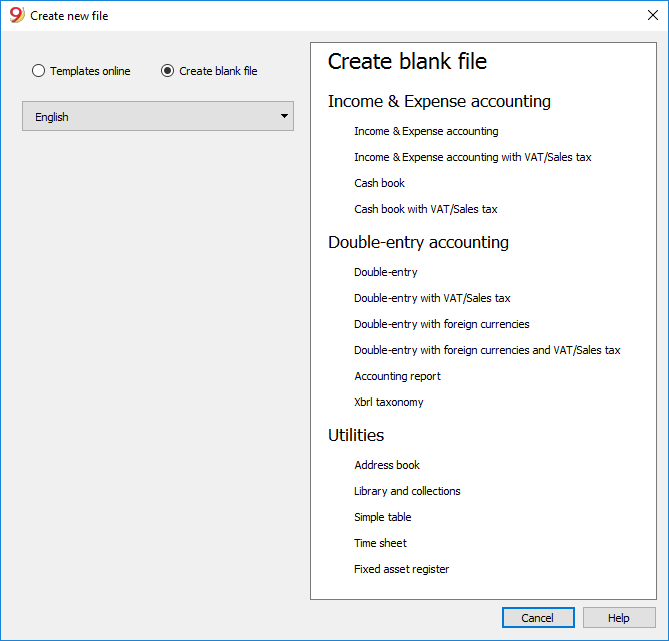 Create new file
Templates online
Create blank file
English
Create blank file
Income & Expense accounting
Income & Expense accounting
Income & Expense accounting with VAT/Sales tax
Cash book
Cash book with VAT/Sales tax
Double-entry accounting
Double-entry
Double-entry with VAT/Sales tax
Double-entry with foreign currencies
Double-entry with foreign currencies and VAT/Sales tax
Accounting report
Xbrl taxonomy
Utilities
Address book
Library and collections
Simple table
Time sheet
Fixed asset register
Cancel
Help